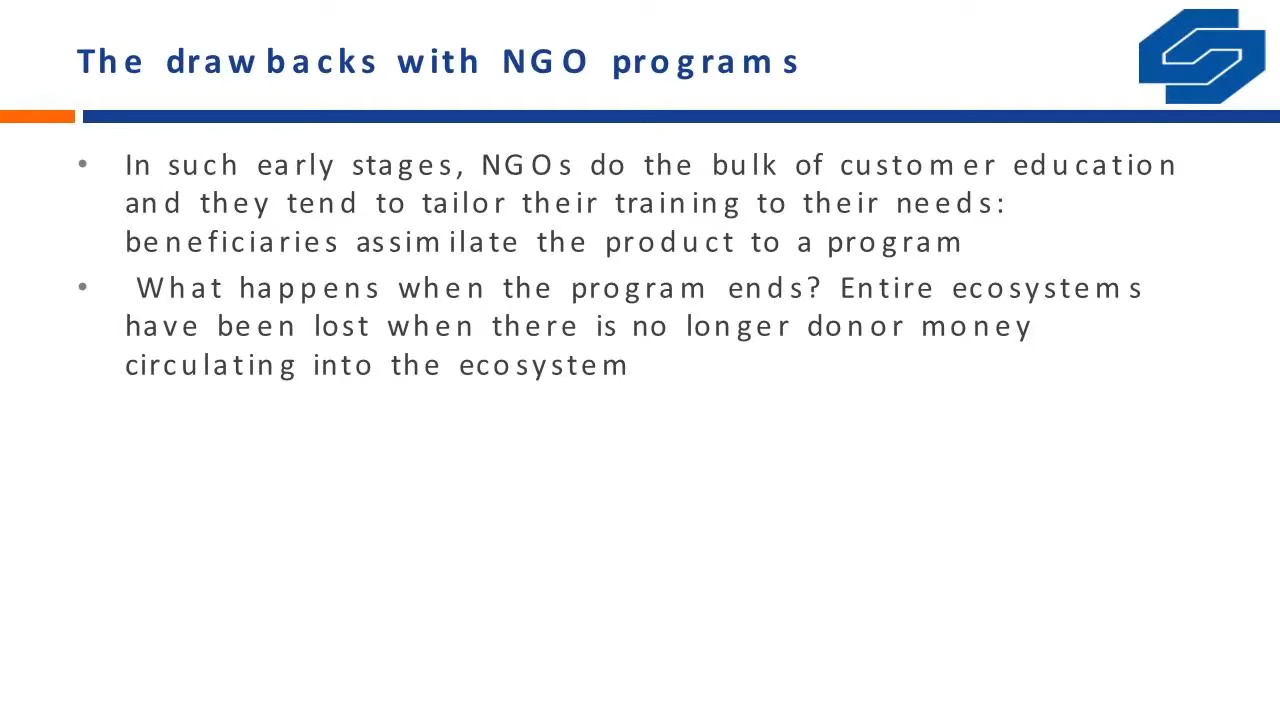 The drawbacks with NGO programs
• In such early stages, NGOs do the bulk of customer education
and they tend to tailor their training to their needs:
beneficiaries assimilate the product to a program
• What happens when the program ends? Entire ecosystems
have been lost when there is no longer donor money
circulating into the ecosystem